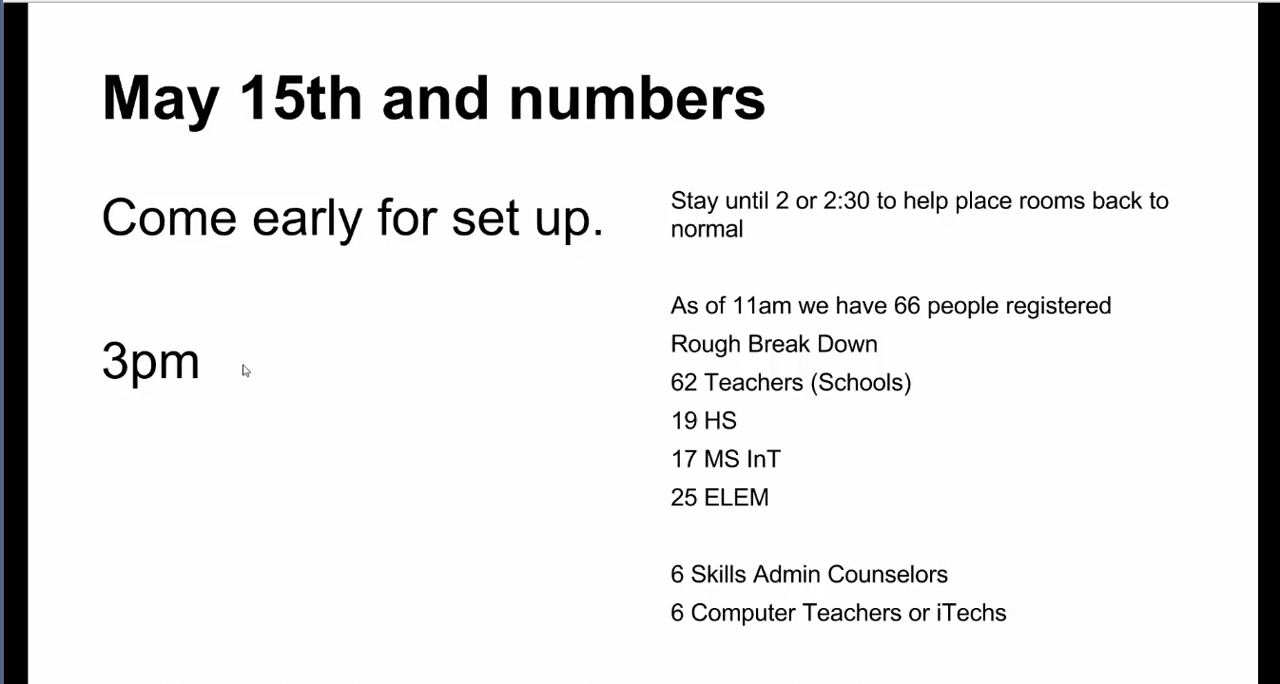 May 15th and numbers
Come early for set up.
3pm
Stay until 2 or 2:30 to help place rooms back to
normal
As of 11am we have 66 people registered
Rough Break Down
62 Teachers (Schools)
19 HS
17 MS InT
25 ELEM
6 Skills Admin Counselors
6 Computer Teachers or iTechs